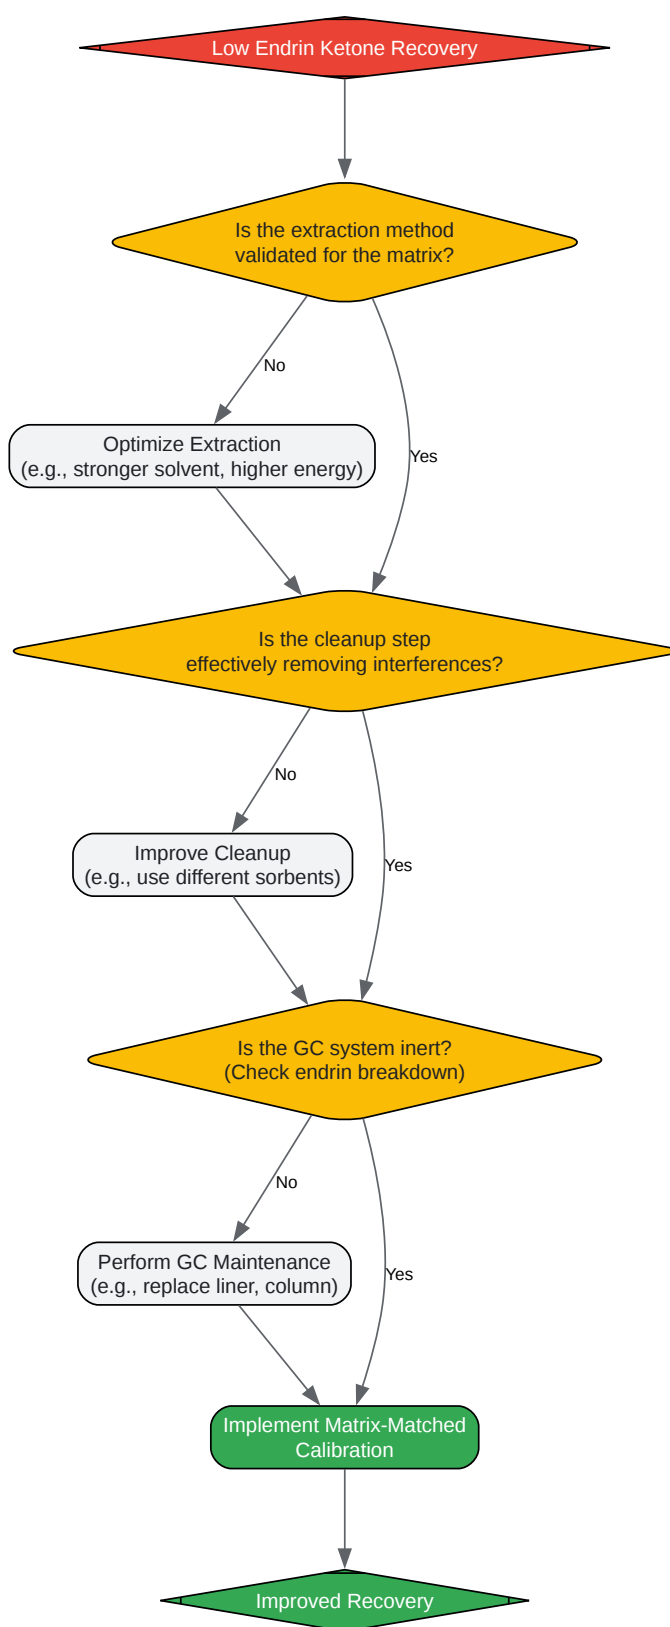 Low Endrin Ketone Recovery
Is the extraction method
validated for the matrix?
No
Optimize Extraction
(e.g., stronger solvent, higher energy)
Yes
Is the cleanup step
effectively removing interferences?
No
Improve Cleanup
(e.g., use different sorbents)
Yes
Is the GC system inert?
(Check endrin breakdown)
No
Perform GC Maintenance
(e.g., replace liner, column)
Yes
Implement Matrix-Matched
Calibration
Improved Recovery